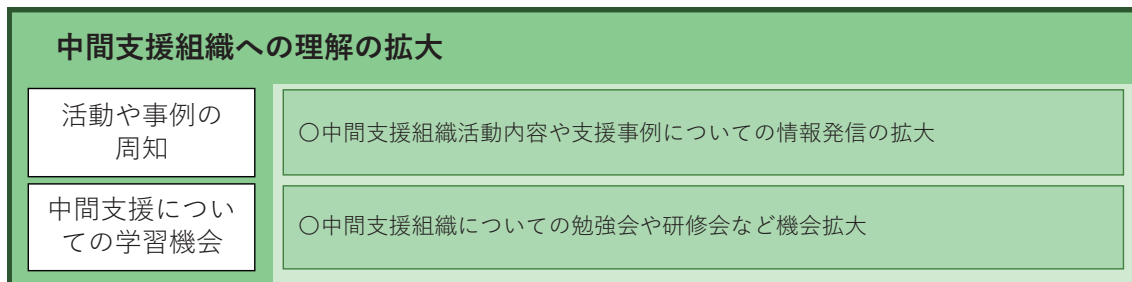 中間支援組織への理解の拡大
活動や事例の
周知
〇中間支援組織活動内容や支援事例についての情報発信の拡大
中間支援につい
ての学習機会
〇中間支援組織についての勉強会や研修会など機会拡大